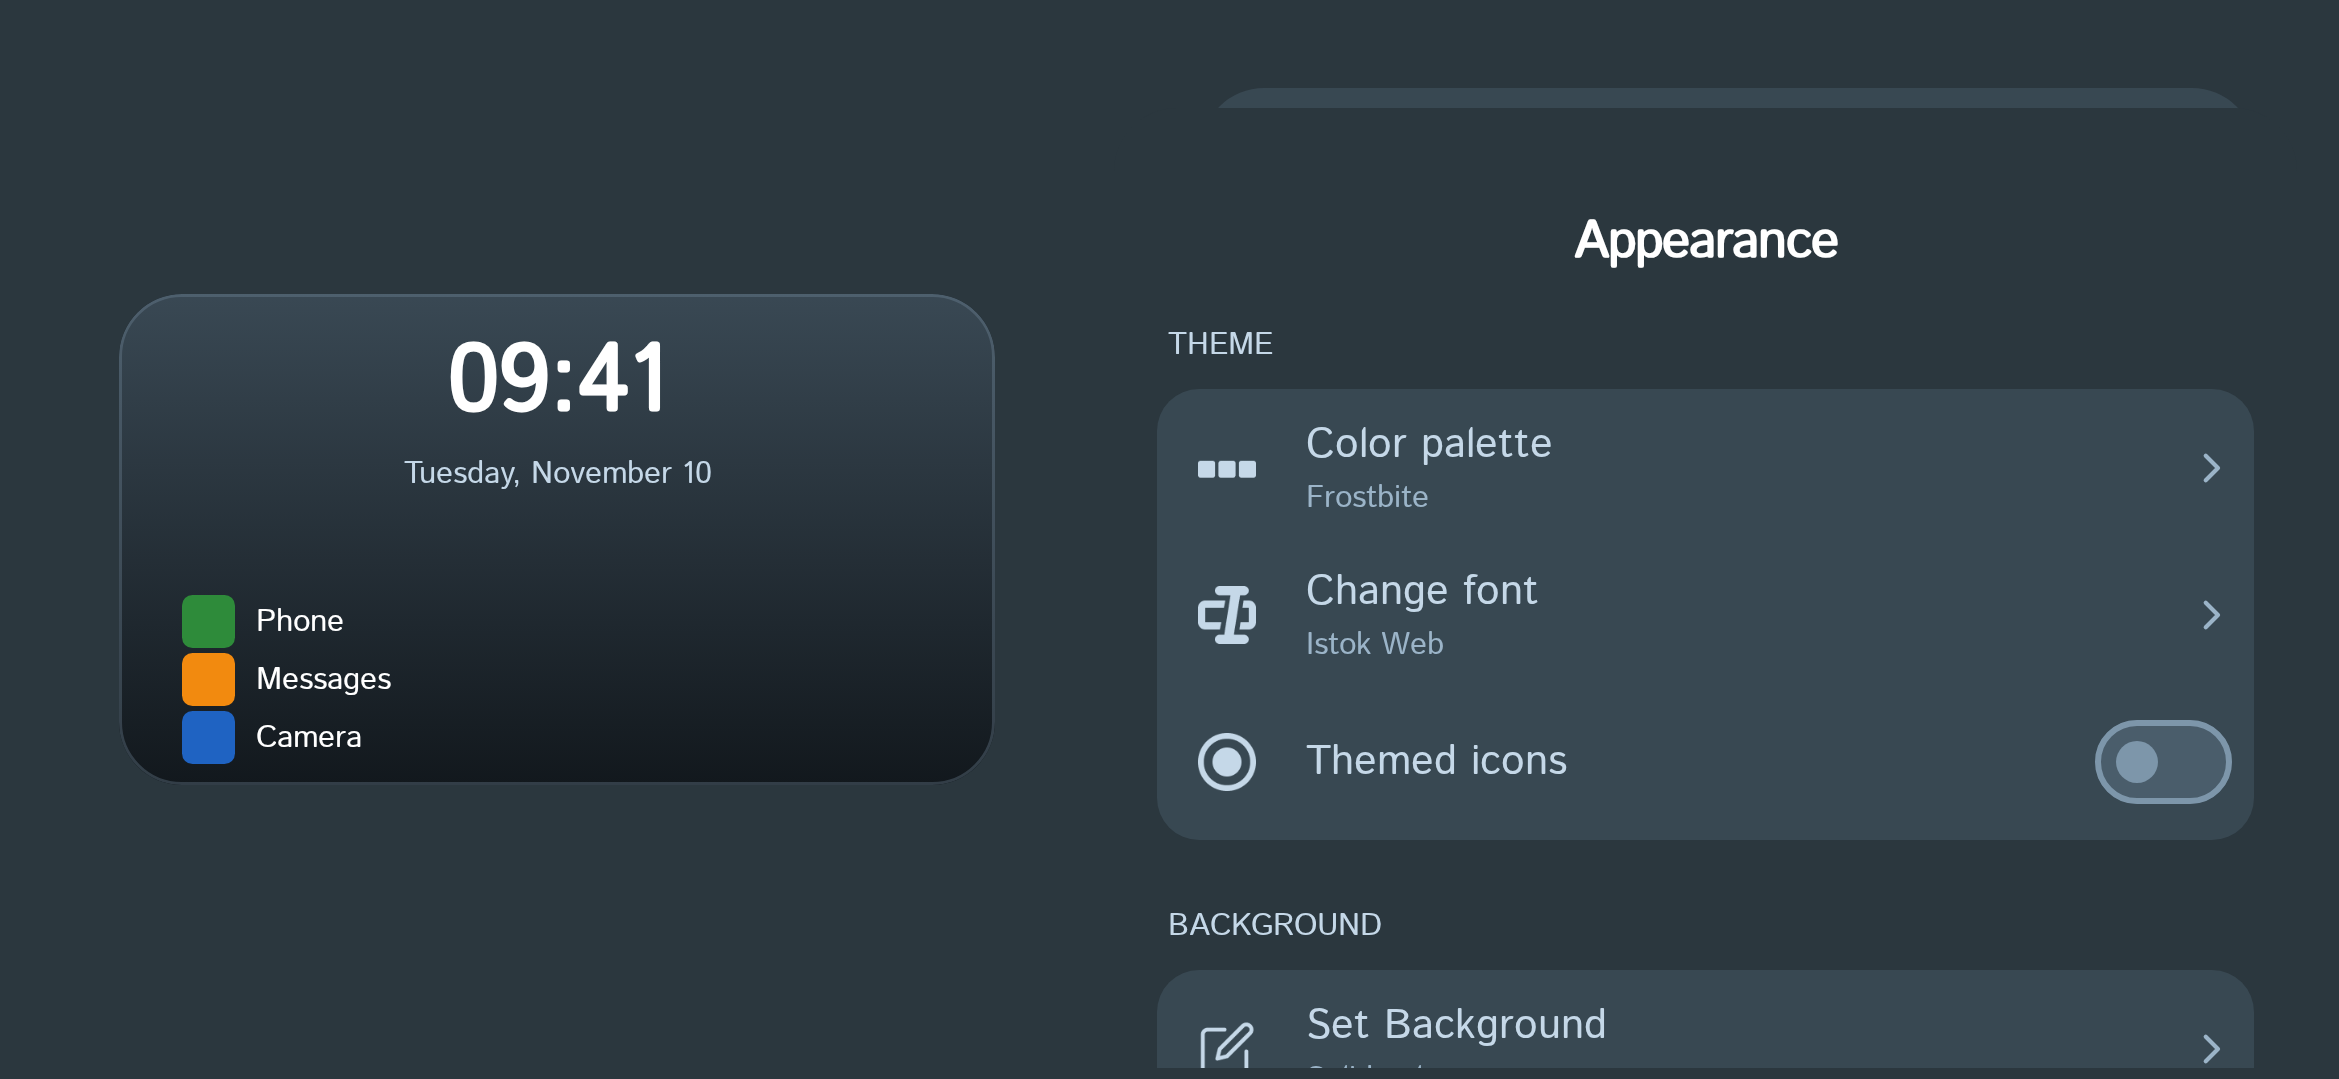 09:41
Tuesday, November 10
Phone
Messages
Camera
Appearance
THEME
Color palette
Frostbite
Change font
Istok Web
Themed icons
BACKGROUND
Set Background